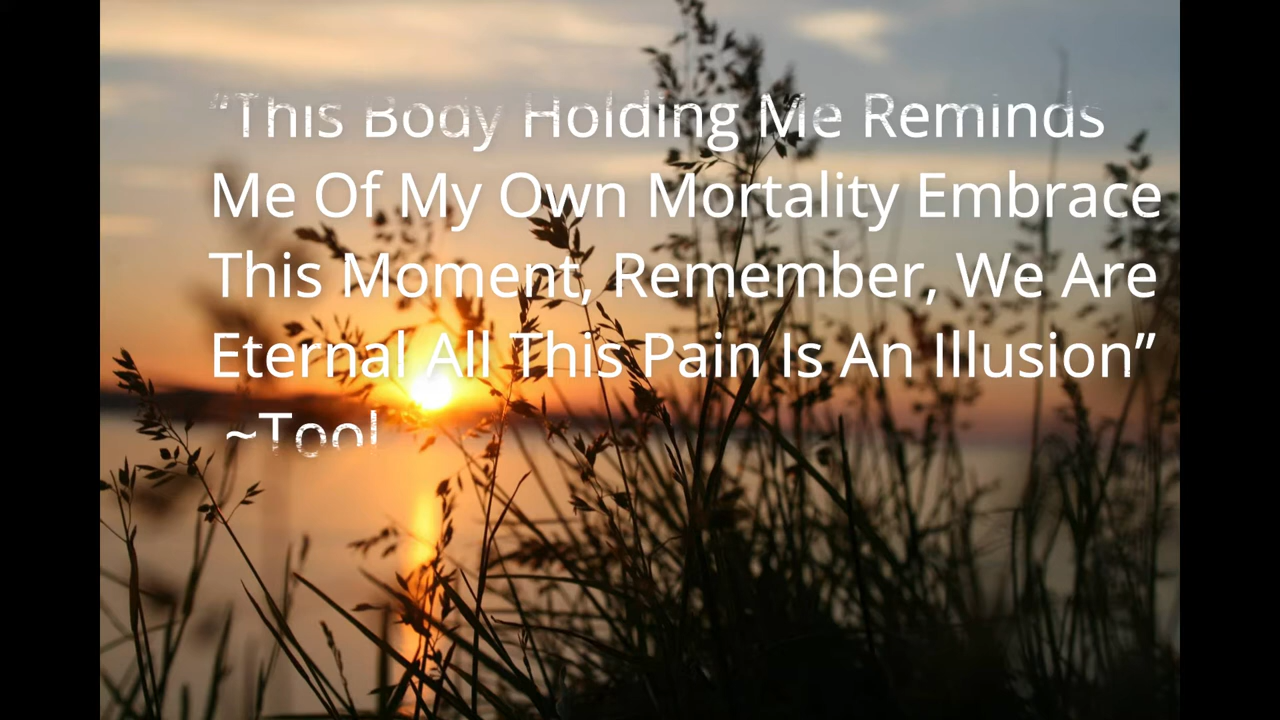 “This Body Holding Me Reminds
Me Of My Own Mortality Embrace
This Moment, Remember, We Are
Eternal All This Pain Is An Illusion”
~Tool